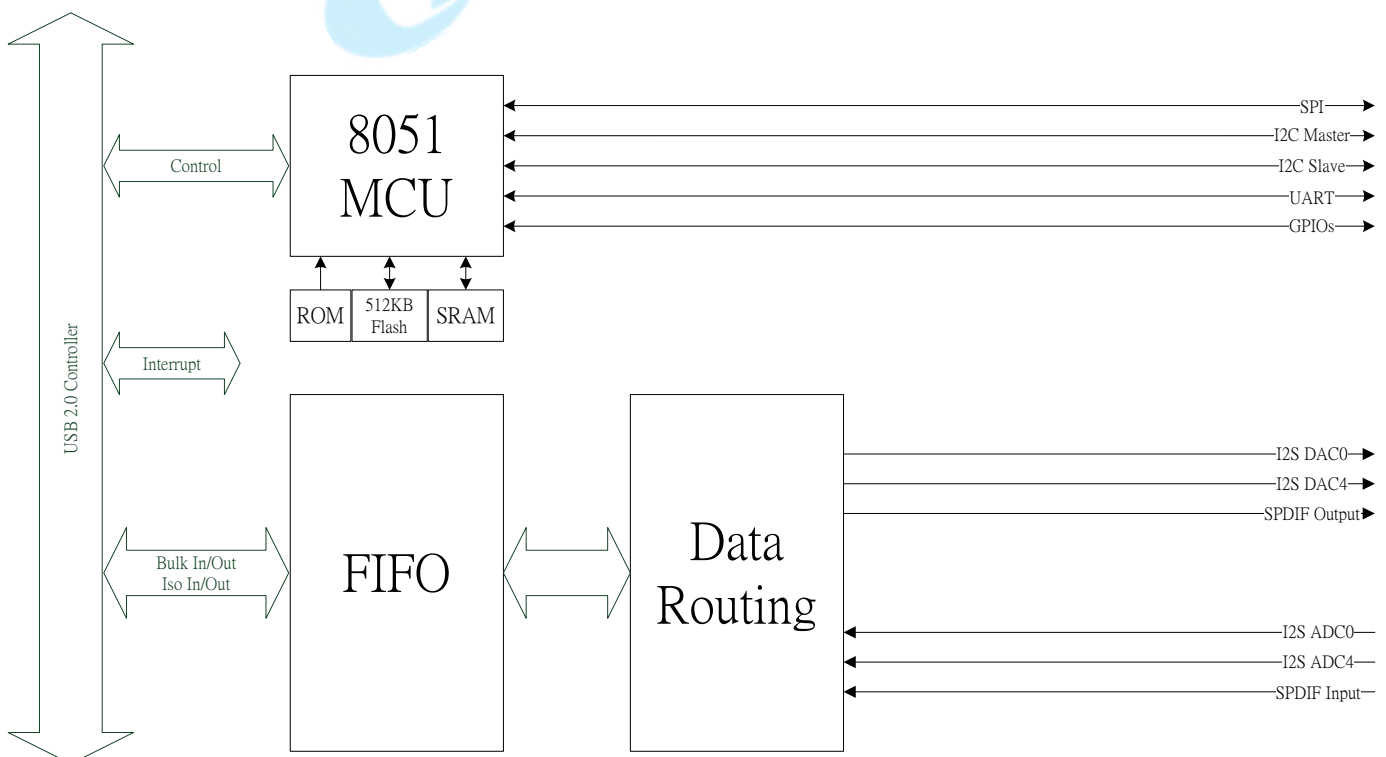 8051
MCU
SPI
I2C Master
I2C Slave
UART
GPIOs
Control
ROM
512KB
Flash
SRAM
USB 2.0 Controller
Interrupt
Bulk In/Out
Iso In/Out
FIFO
Data
Routing
I2S DAC0
I2S DAC4
SPDIF Output
I2S ADC0
I2S ADC4
SPDIF Input